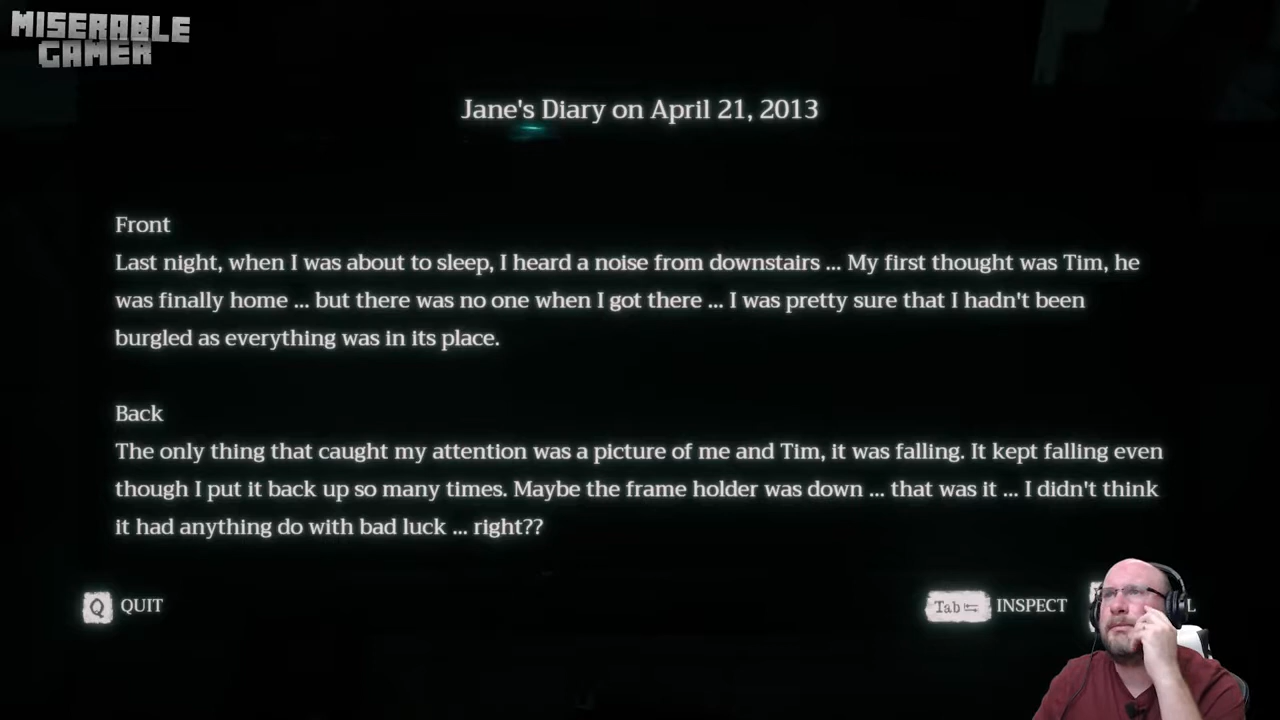 MISERABLE
GAMER
Jane's Diary on April 21, 2013
Front
Last night, when I was about to sleep, I heard a noise from downstairs ... My first thought was Tim, he
was finally home ... but there was no one when I got there ... I was pretty sure that I hadn't been
burgled as everything was in its place.
Back
The only thing that caught my attention was a picture of me and Tim, it was falling. It kept falling even
though I put it back up so many times. Maybe the frame holder was down ... that was it ... I didn't think
it had anything do with bad luck ... right??
Q QUIT
Tab INSPECT